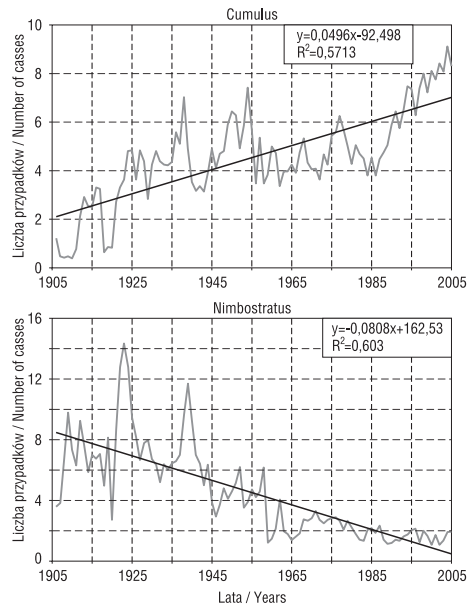 Cumulus
y=0,0496x-92,498
R²=0,5713
Liczba przypadków / Number of casses
10
8
6
4
2
0
1905 1925 1945 1965 1985 2005
Nimbostratus
y=-0,0808x+162,53
R²=0,603
Liczba przypadków / Number of casses
16
12
8
4
0
1905 1925 1945 1965 1985 2005
Lata / Years